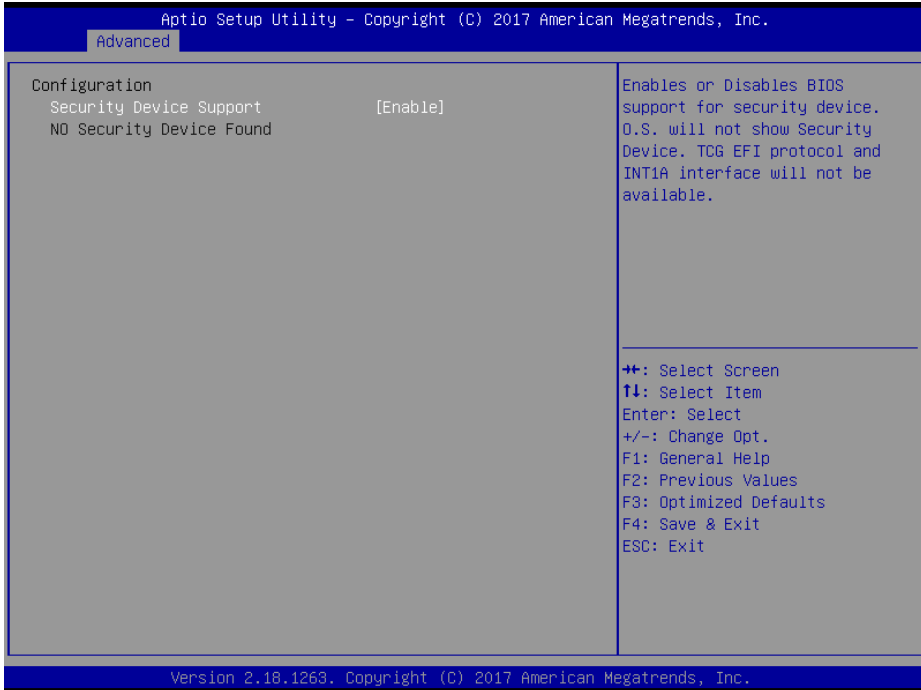 Aptio Setup Utility – Copyright (C) 2017 American Megatrends, Inc.
Advanced
Configuration
Security Device Support [Enable]
NO Security Device Found
Enables or Disables BIOS
support for security device.
O.S. will not show Security
Device. TCG EFI protocol and
INT1A interface will not be
available.
→←: Select Screen
↑↓: Select Item
Enter: Select
+/-: Change Opt.
F1: General Help
F2: Previous Values
F3: Optimized Defaults
F4: Save & Exit
ESC: Exit
Version 2.18.1263. Copyright (C) 2017 American Megatrends, Inc.